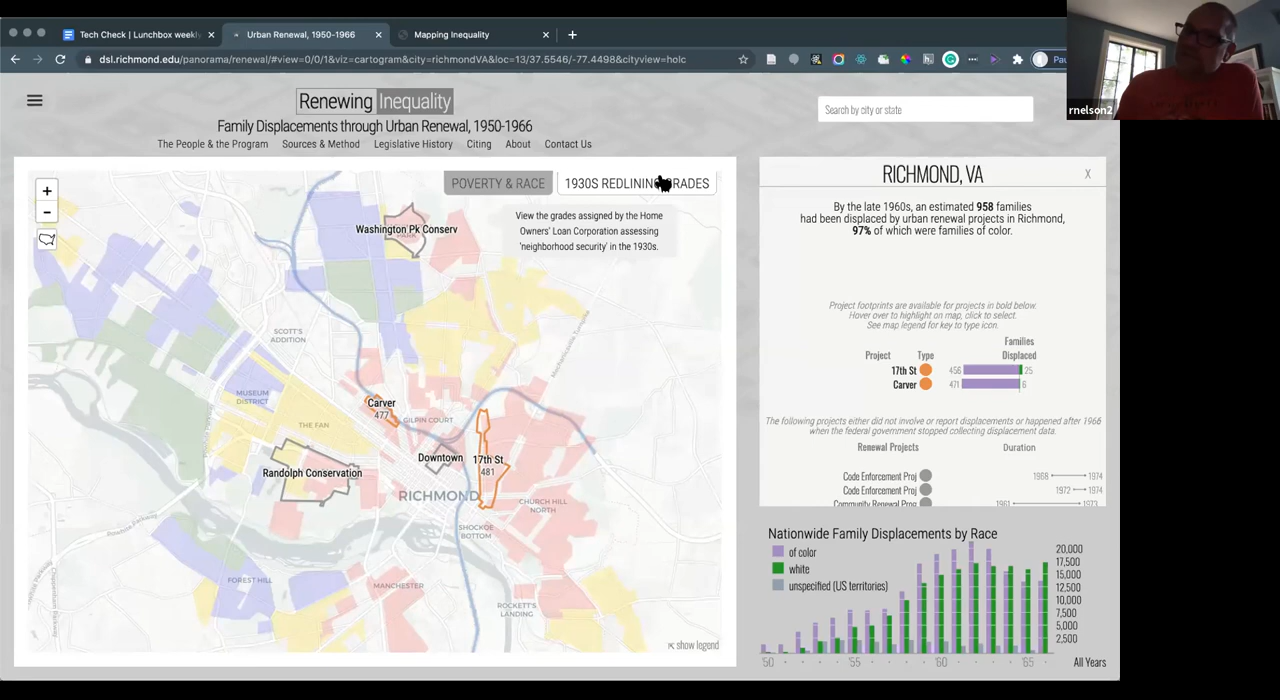 Tech Check | Lunchbox weekly
Urban Renewal, 1950-1966
Mapping Inequality
dsl.richmond.edu/panorama/renewal/#view=0/0/1&viz=cartogram&city=richmondVA&loc=13/37.5546/-77.4498&cityview=holc
rnelson2
Renewing Inequality
Family Displacements through Urban Renewal, 1950-1966
The People & the Program
Sources & Method
Legislative History
Citing
About
Contact Us
Search by city or state
+
-
POVERTY & RACE
1930S REDLINING GRADES
View the grades assigned by the Home
Owners' Loan Corporation assessing
'neighborhood security' in the 1930s.
Washington Pk Conserv
SCOTT'S
ADDITION
MUSEUM
DISTRICT
THE FAN
Carver
477
GILPIN COURT
Randolph Conservation
Downtown
17th St
481
RICHMOND
CHURCH HILL
NORTH
SHOCKOE
BOTTOM
FOREST HILL
MANCHESTER
ROCKETT'S
LANDING
Mechanicsville Turnpike
show legend
RICHMOND, VA
X
By the late 1960s, an estimated 958 families
had been displaced by urban renewal projects in Richmond,
97% of which were families of color.
Project footprints are available for projects in bold below.
Hover over to highlight on map, click to select.
See map legend for key to type icon.
Families
Project Type Displaced
17th St 456 25
Carver 471 6
The following projects either did not involve or report displacements or happened after 1966
when the federal government stopped collecting displacement data.
Renewal Projects Duration
Code Enforcement Proj 1968 1974
Code Enforcement Proj 1972 1974
Community Renewal Prog 1961 1973
Nationwide Family Displacements by Race
of color
white
unspecified (US territories)
20,000
17,500
15,000
12,500
10,000
7,500
5,000
2,500
'50 '55 '60 '65
All Years